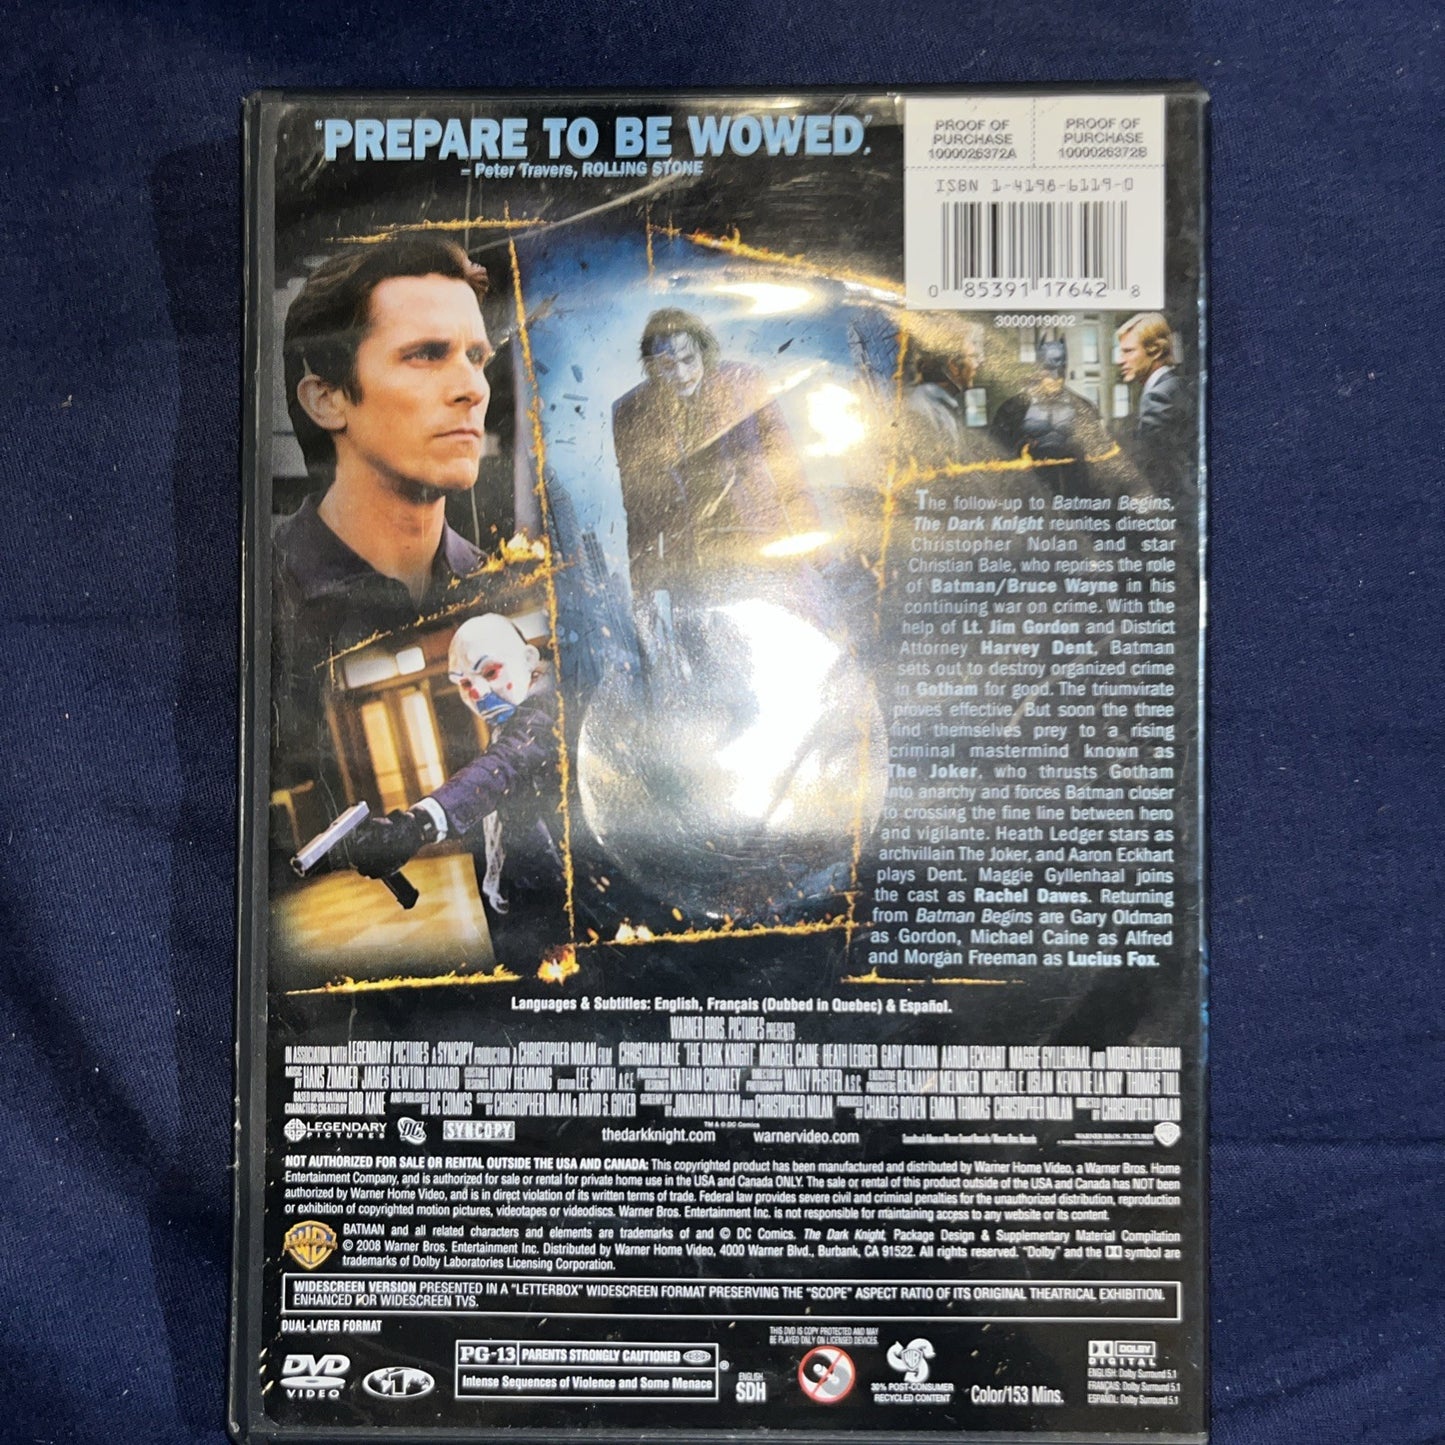 "PREPARE TO BE WOWED."
– Peter Travers, ROLLING STONE
PROOF OF
PURCHASE
1000026372A
PROOF OF
PURCHASE
1000026372B
ISBN 1-4198-6119-0
0 85391 17642 8
3000019002
The follow-up to Batman Begins,
The Dark Knight reunites director
Christopher Nolan and star
Christian Bale, who reprises the role
of Batman/Bruce Wayne in his
continuing war on crime. With the
help of Lt. Jim Gordon and District
Attorney Harvey Dent, Batman
sets out to destroy organized crime
in Gotham for good. The triumvirate
proves effective. But soon the three
find themselves prey to a rising
criminal mastermind known as
The Joker, who thrusts Gotham
into anarchy and forces Batman closer
to crossing the fine line between hero
and vigilante. Heath Ledger stars as
archvillain The Joker, and Aaron Eckhart
plays Dent. Maggie Gyllenhaal joins
the cast as Rachel Dawes. Returning
from Batman Begins are Gary Oldman
as Gordon, Michael Caine as Alfred
and Morgan Freeman as Lucius Fox.
Languages & Subtitles: English, Français (Dubbed in Quebec) & Español.
WARNER BROS. PICTURES PRESENTS
IN ASSOCIATION WITH LEGENDARY PICTURES A SYNCOPY PRODUCTION A CHRISTOPHER NOLAN FILM CHRISTIAN BALE "THE DARK KNIGHT" MICHAEL CAINE HEATH LEDGER GARY OLDMAN AARON ECKHART MAGGIE GYLLENHAAL AND MORGAN FREEMAN
HANS ZIMMER JAMES NEWTON HOWARD LINDY HEMMING LEE SMITH A.C.E. NATHAN CROWLEY WALLY PFISTER A.S.C. BENJAMIN MELNIKER MICHAEL E. USLAN KEVIN DE LA NOY THOMAS TULL
BASED UPON BATMAN CHARACTERS CREATED BY BOB KANE AND PUBLISHED BY DC COMICS STORY BY CHRISTOPHER NOLAN & DAVID S. GOYER SCREENPLAY BY JONATHAN NOLAN AND CHRISTOPHER NOLAN PRODUCED BY CHARLES ROVEN EMMA THOMAS CHRISTOPHER NOLAN DIRECTED BY CHRISTOPHER NOLAN
TM & © DC Comics
LEGENDARY PICTURES DC SYNCOPY thedarkknight.com warnervideo.com WARNER BROS. PICTURES
NOT AUTHORIZED FOR SALE OR RENTAL OUTSIDE THE USA AND CANADA: This copyrighted product has been manufactured and distributed by Warner Home Video, a Warner Bros. Home
Entertainment Company, and is authorized for sale or rental for private home use in the USA and Canada ONLY. The sale or rental of this product outside of the USA and Canada has NOT been
authorized by Warner Home Video, and is in direct violation of its written terms of trade. Federal law provides severe civil and criminal penalties for the unauthorized distribution, reproduction
or exhibition of copyrighted motion pictures, videotapes or videodiscs. Warner Bros. Entertainment Inc. is not responsible for maintaining access to any website or its content.
BATMAN and all related characters and elements are trademarks of and © DC Comics. The Dark Knight, Package Design & Supplementary Material Compilation
© 2008 Warner Bros. Entertainment Inc. Distributed by Warner Home Video, 4000 Warner Blvd., Burbank, CA 91522. All rights reserved. "Dolby" and the DD symbol are
trademarks of Dolby Laboratories Licensing Corporation.
WIDESCREEN VERSION PRESENTED IN A "LETTERBOX" WIDESCREEN FORMAT PRESERVING THE "SCOPE" ASPECT RATIO OF ITS ORIGINAL THEATRICAL EXHIBITION.
ENHANCED FOR WIDESCREEN TVS.
DUAL-LAYER FORMAT
DVD
VIDEO
1
PG-13 PARENTS STRONGLY CAUTIONED
®
Intense Sequences of Violence and Some Menace
ENGLISH
SDH
THIS DVD IS COPY PROTECTED AND MAY
BE PLAYED ONLY ON LICENSED DEVICES.
30% POST-CONSUMER
RECYCLED CONTENT
Color/153 Mins.
DOLBY
DIGITAL
ENGLISH: Dolby Surround 5.1
FRANÇAIS: Dolby Surround 5.1
ESPAÑOL: Dolby Surround 5.1